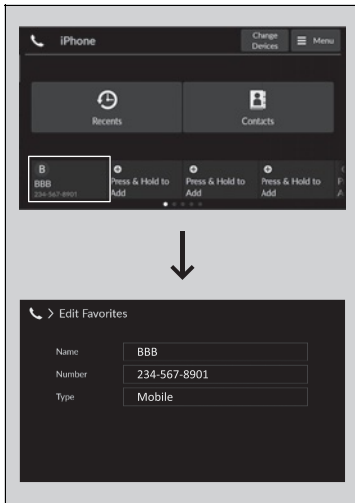 iPhone
Change
Devices
Menu
Recents
Contacts
B
BBB
234-567-8901
Press & Hold to
Add
Press & Hold to
Add
Press & Hold to
Add
> Edit Favorites
Name BBB
Number 234-567-8901
Type Mobile